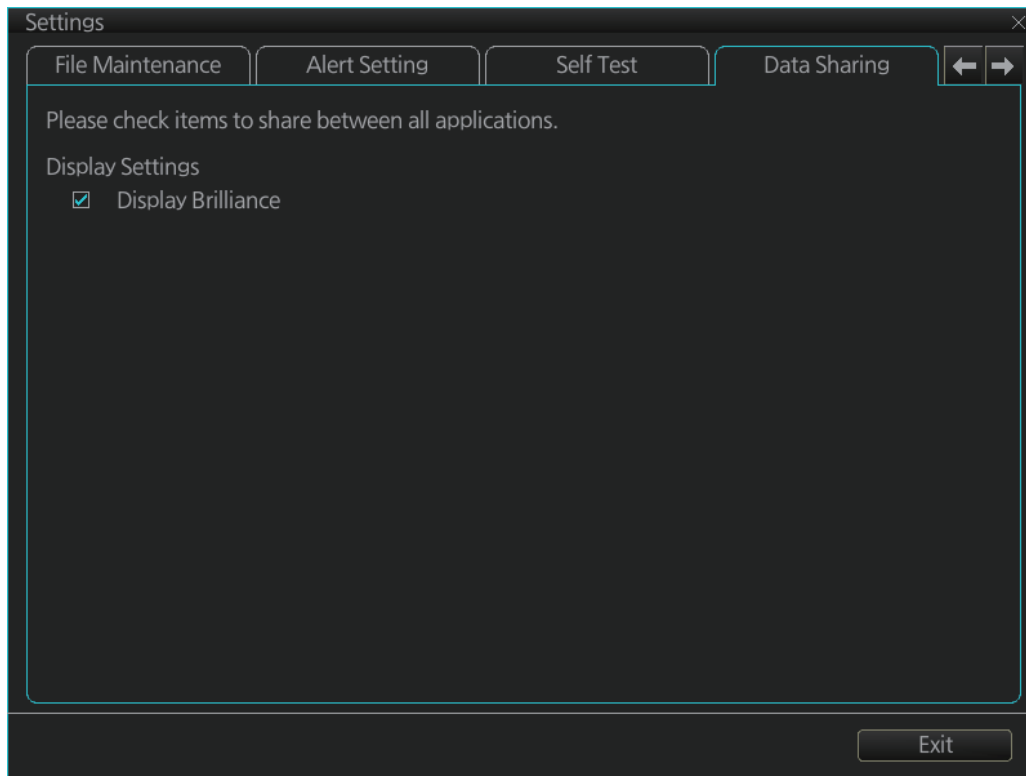 Settings
File Maintenance Alert Setting Self Test Data Sharing
Please check items to share between all applications.
Display Settings
Display Brilliance
Exit